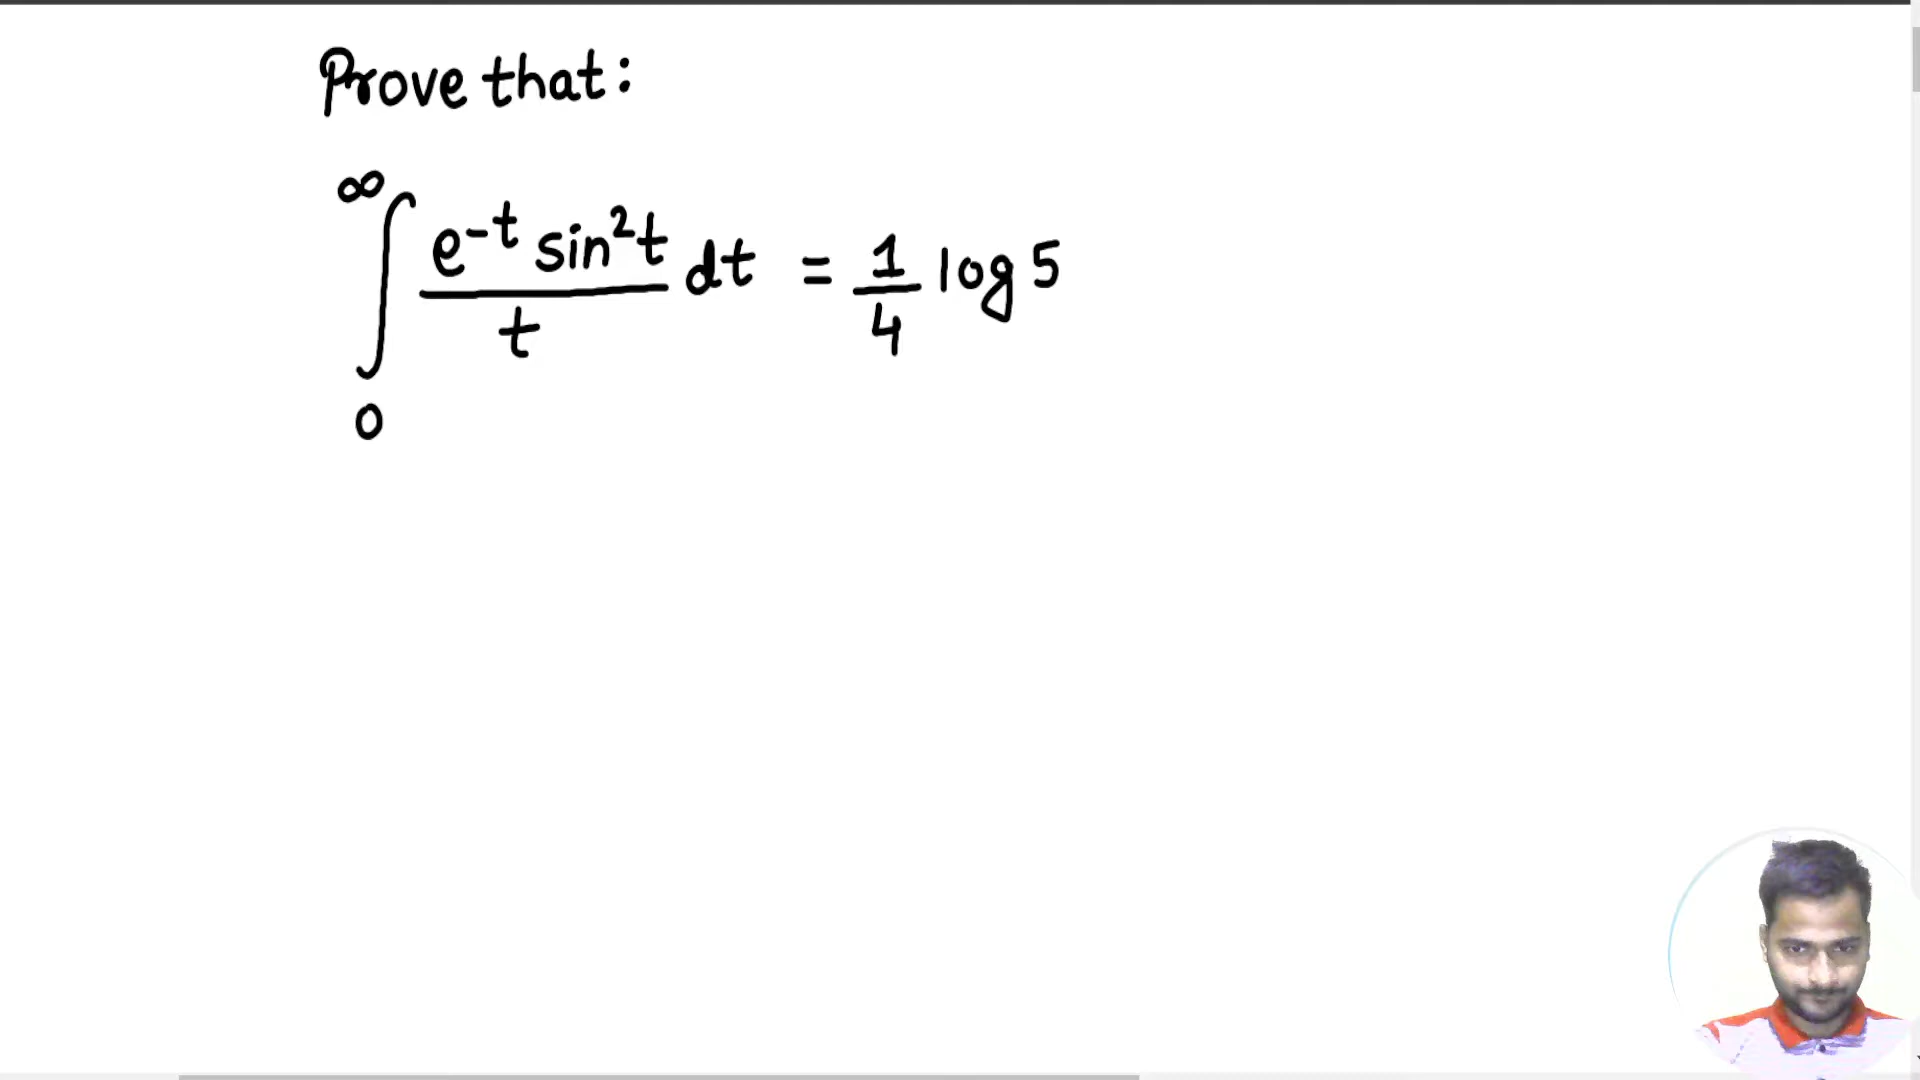 Prove that:
∞
∫ e^-t sin²t / t dt = 1/4 log 5
0